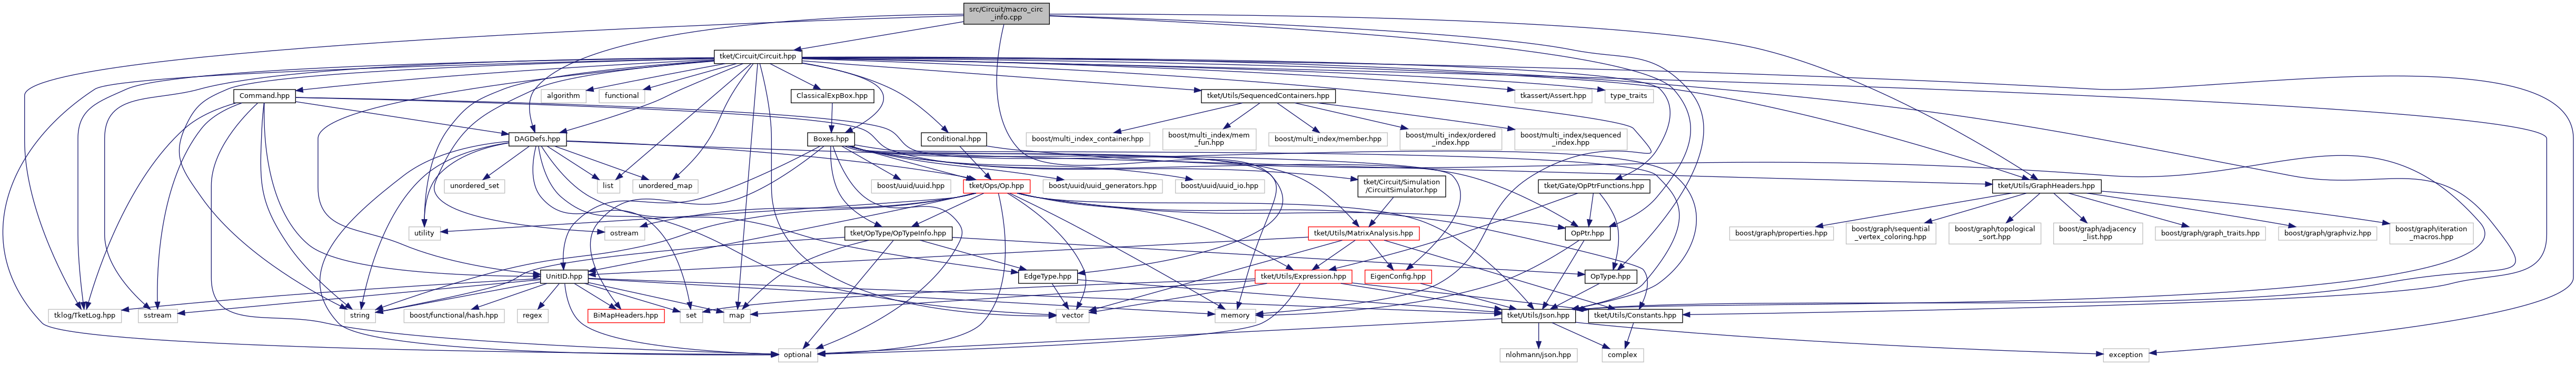 src/Circuit/macro_circ
_info.cpp
tket/Circuit/Circuit.hpp
Command.hpp
algorithm
functional
ClassicalExpBox.hpp
tket/Utils/SequencedContainers.hpp
tkassert/Assert.hpp
type_traits
DAGDefs.hpp
Boxes.hpp
Conditional.hpp
boost/multi_index_container.hpp
boost/multi_index/mem
_fun.hpp
boost/multi_index/member.hpp
boost/multi_index/ordered
_index.hpp
boost/multi_index/sequenced
_index.hpp
unordered_set
list
unordered_map
boost/uuid/uuid.hpp
tket/Ops/Op.hpp
boost/uuid/uuid_generators.hpp
boost/uuid/uuid_io.hpp
tket/Circuit/Simulation
/CircuitSimulator.hpp
tket/Gate/OpPtrFunctions.hpp
tket/Utils/GraphHeaders.hpp
utility
ostream
tket/OpType/OpTypeInfo.hpp
tket/Utils/MatrixAnalysis.hpp
OpPtr.hpp
boost/graph/properties.hpp
boost/graph/sequential
_vertex_coloring.hpp
boost/graph/topological
_sort.hpp
boost/graph/adjacency
_list.hpp
boost/graph/graph_traits.hpp
boost/graph/graphviz.hpp
boost/graph/iteration
_macros.hpp
UnitID.hpp
EdgeType.hpp
tket/Utils/Expression.hpp
EigenConfig.hpp
OpType.hpp
tklog/TketLog.hpp
sstream
string
boost/functional/hash.hpp
regex
BiMapHeaders.hpp
set
map
vector
memory
tket/Utils/Json.hpp
tket/Utils/Constants.hpp
optional
nlohmann/json.hpp
complex
exception